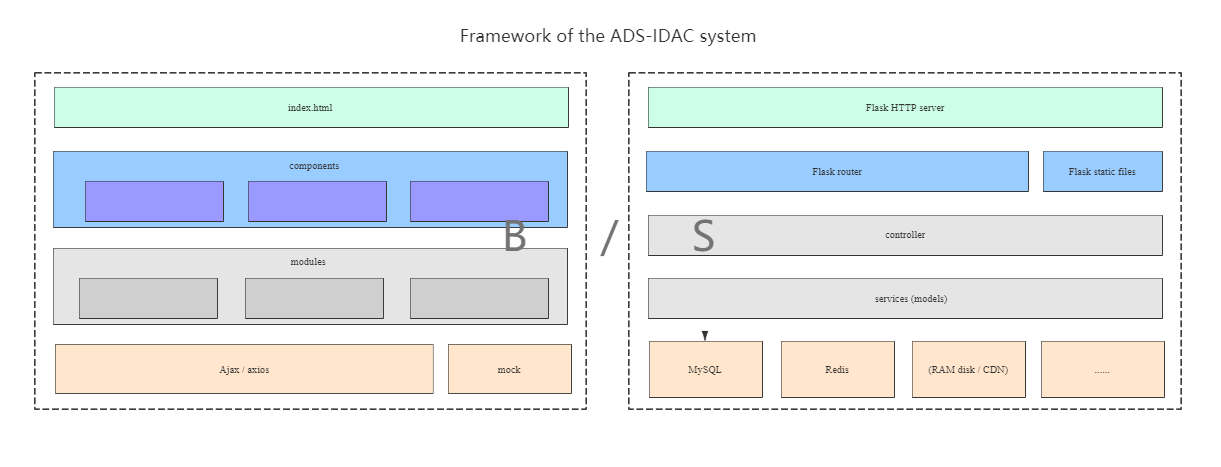 Framework of the ADS-IDAC system
index.html
components
modules
Ajax / axios
mock
B / S
Flask HTTP server
Flask router
Flask static files
controller
services (models)
MySQL
Redis
(RAM disk / CDN)
......